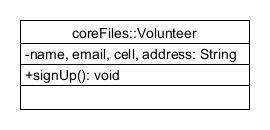 coreFiles::Volunteer
-name, email, cell, address: String
+signUp(): void